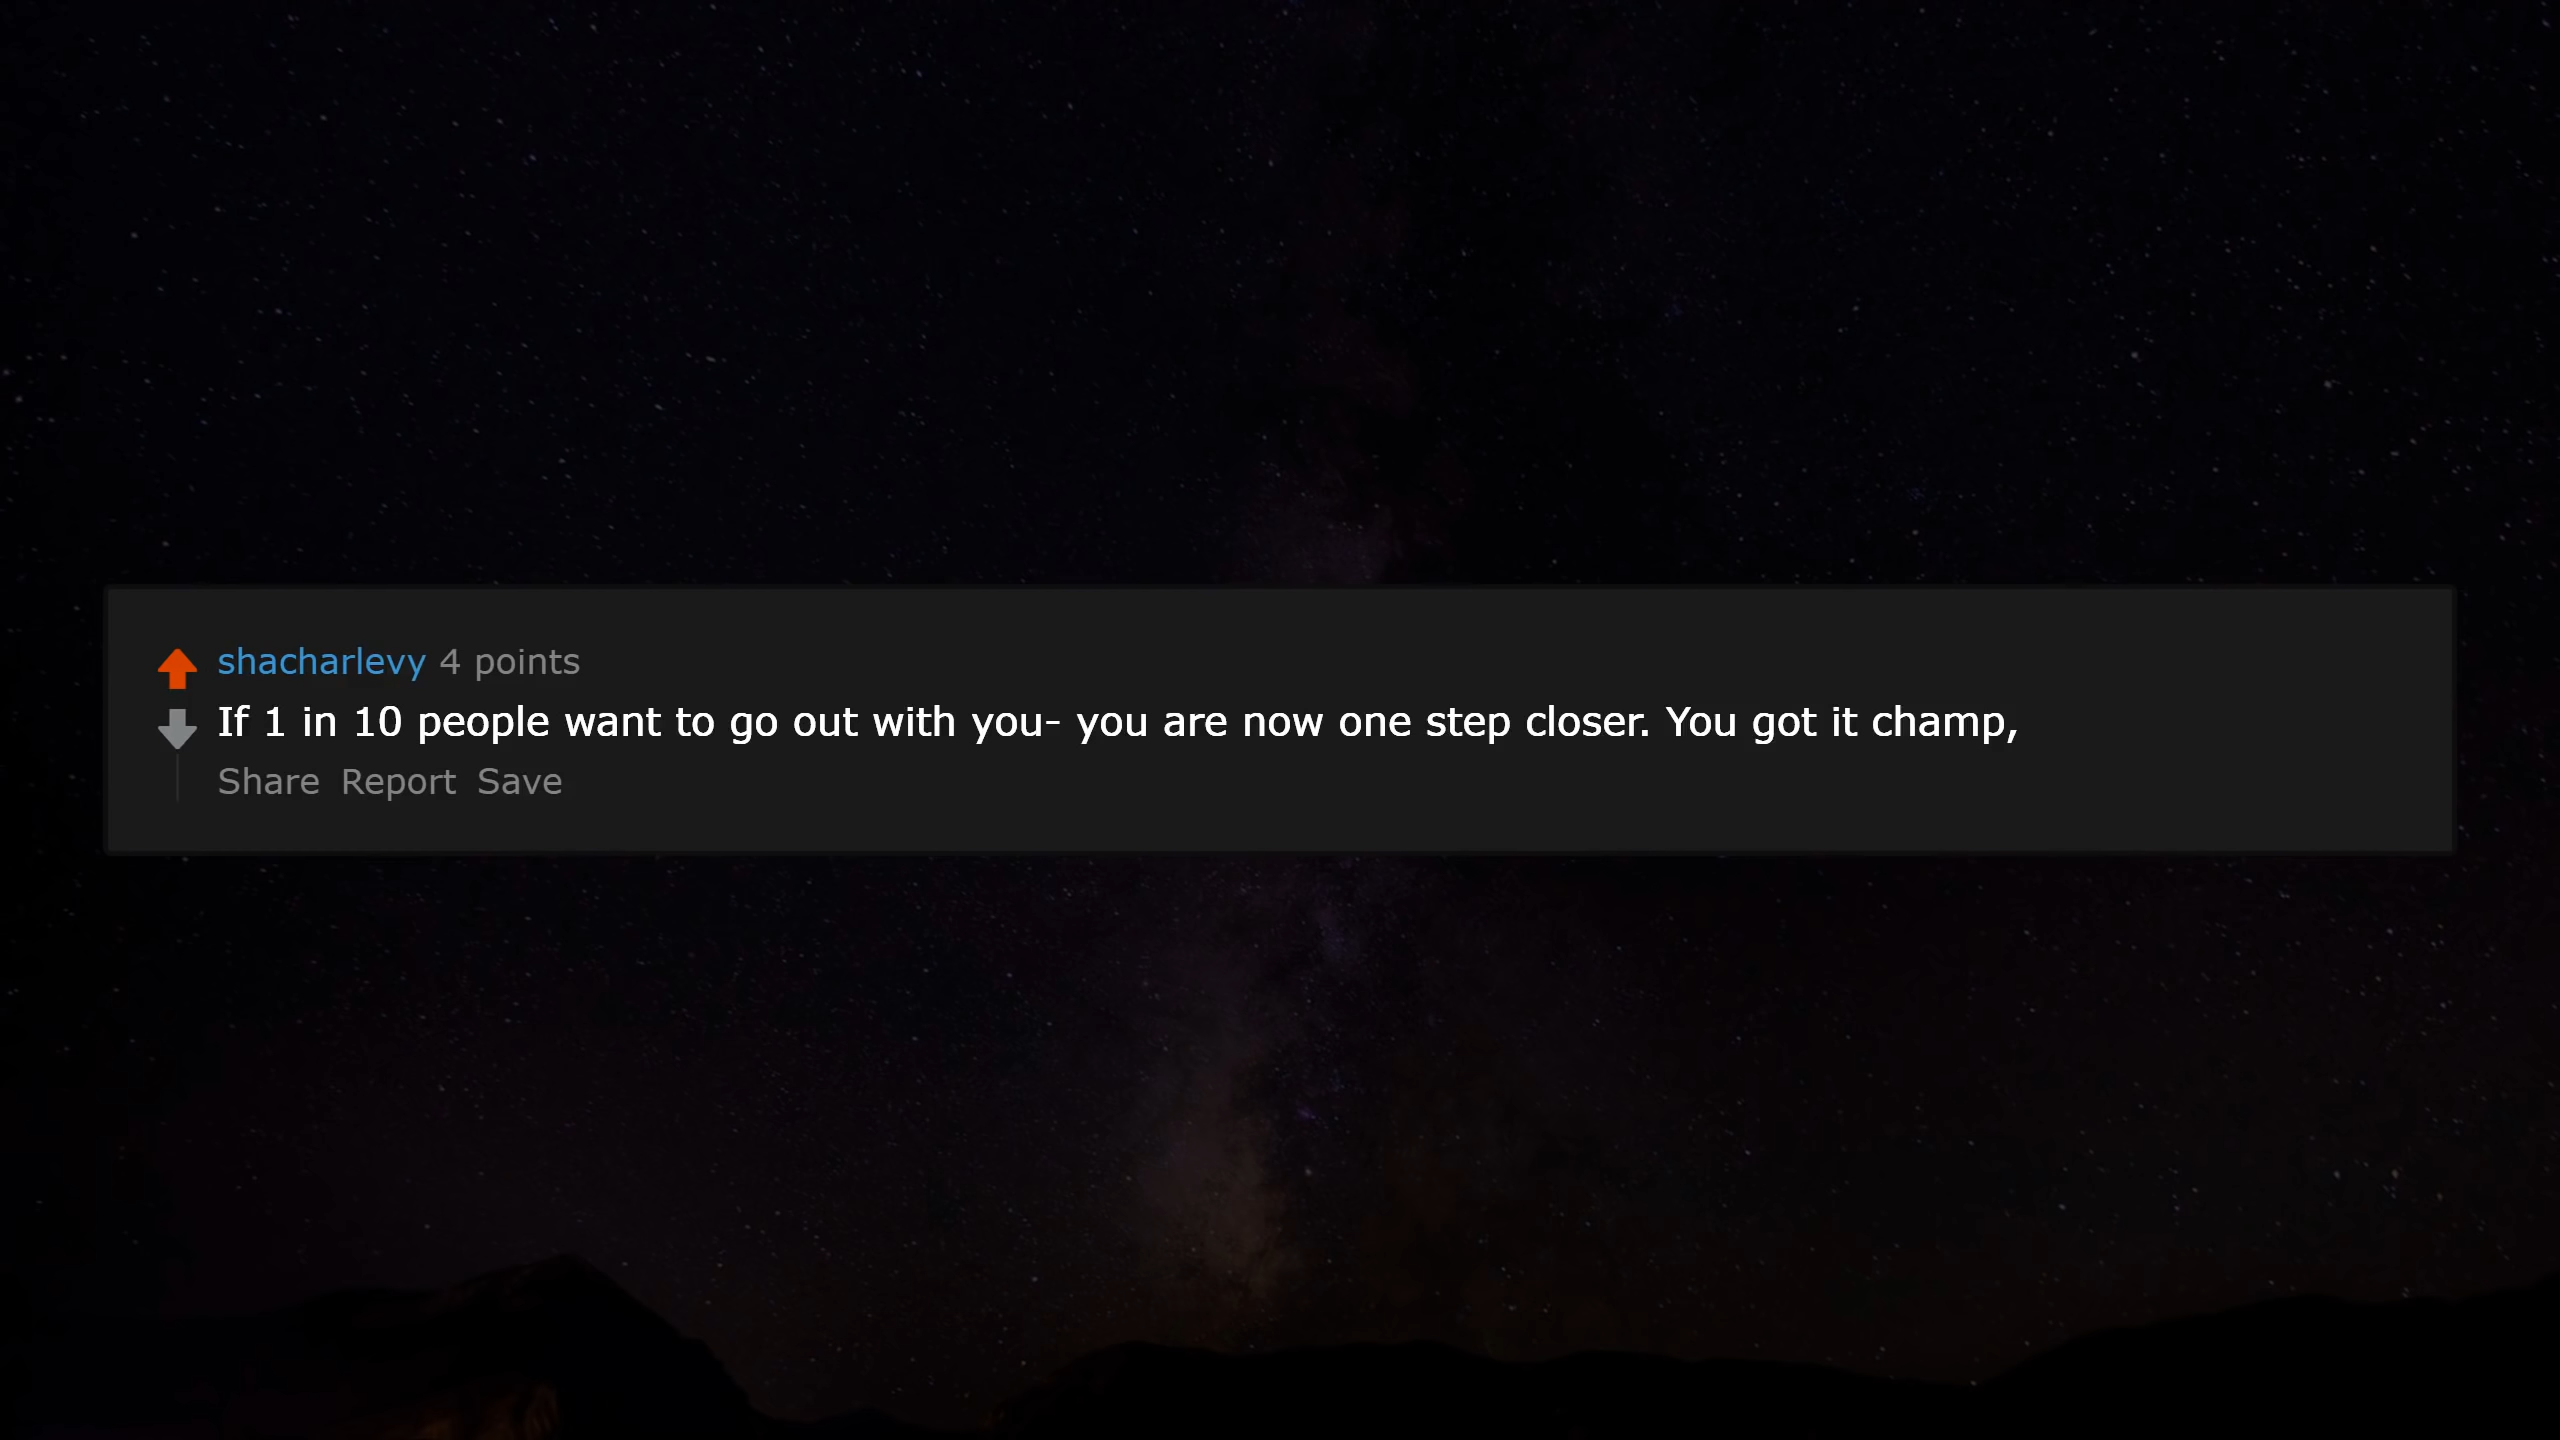 shacharlevy 4 points
If 1 in 10 people want to go out with you- you are now one step closer. You got it champ,
Share Report Save